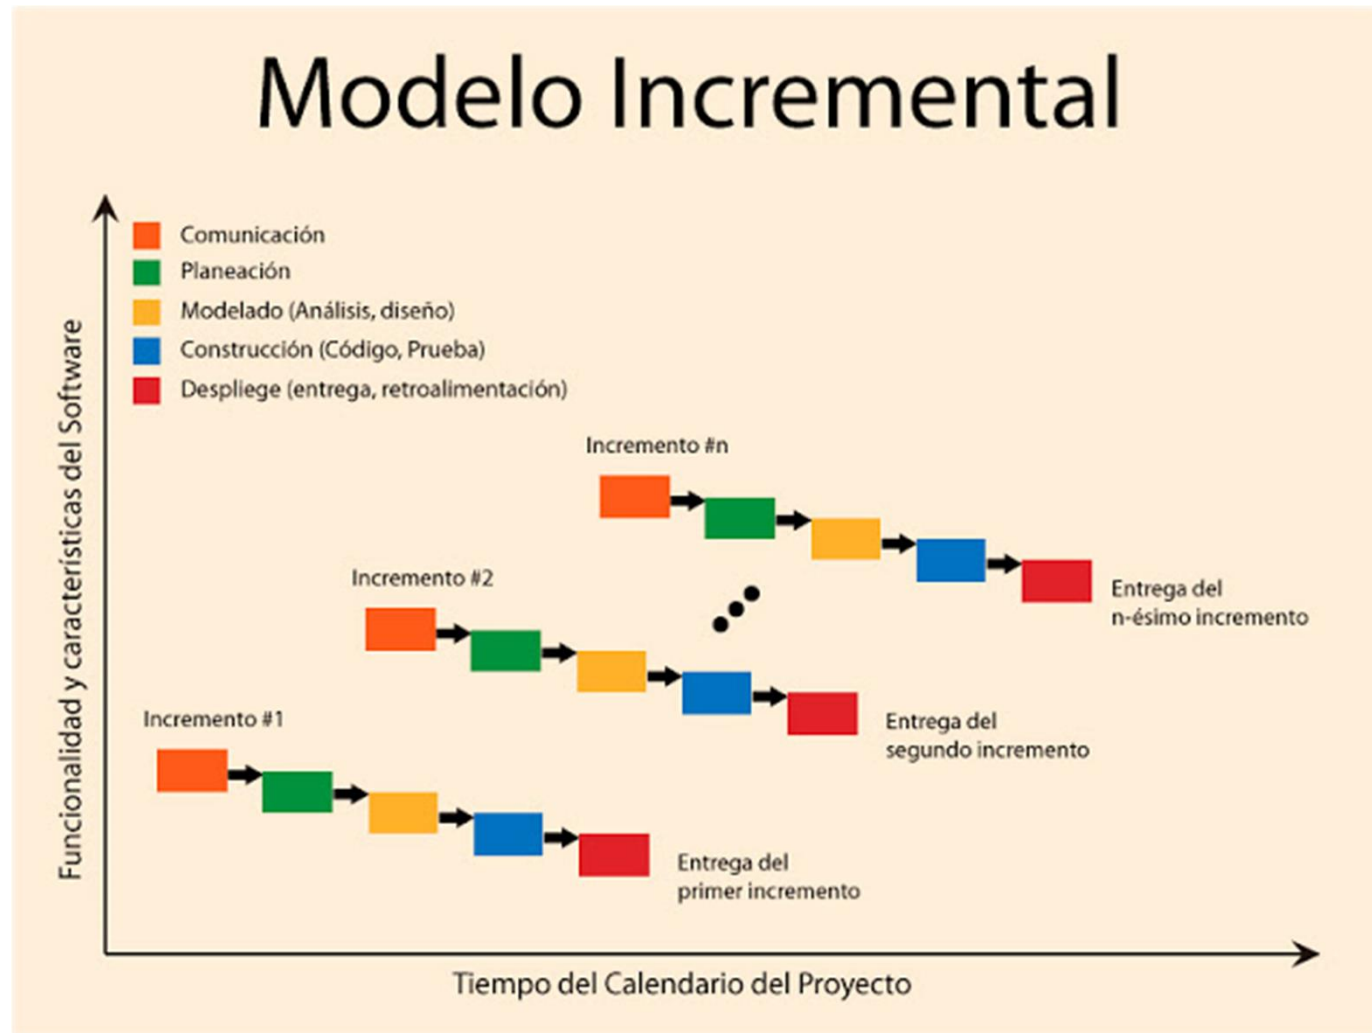 Modelo Incremental
Comunicación
Planeación
Modelado (Análisis, diseño)
Construcción (Código, Prueba)
Despliege (entrega, retroalimentación)
Funcionalidad y características del Software
Incremento #n
Entrega del
n-ésimo incremento
Incremento #2
Entrega del
segundo incremento
Incremento #1
Entrega del
primer incremento
Tiempo del Calendario del Proyecto